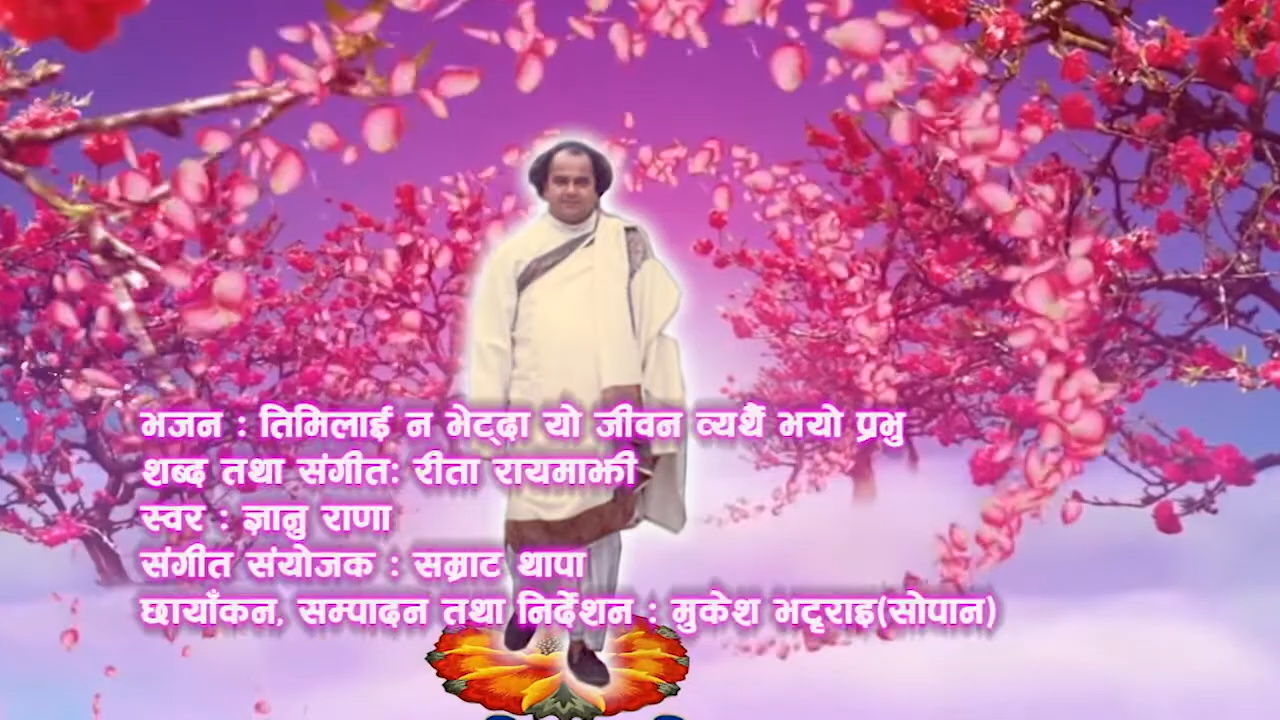 भजन : तिमिलाई न भेट्दा यो जीवन व्यर्थै भयो प्रभु
शब्द तथा संगीत: रीता रायमाझी
स्वर : ज्ञानु राणा
संगीत संयोजक : सम्राट थापा
छायाँकन, सम्पादन तथा निर्देशन : मुकेश भट्टराइ(सोपान)